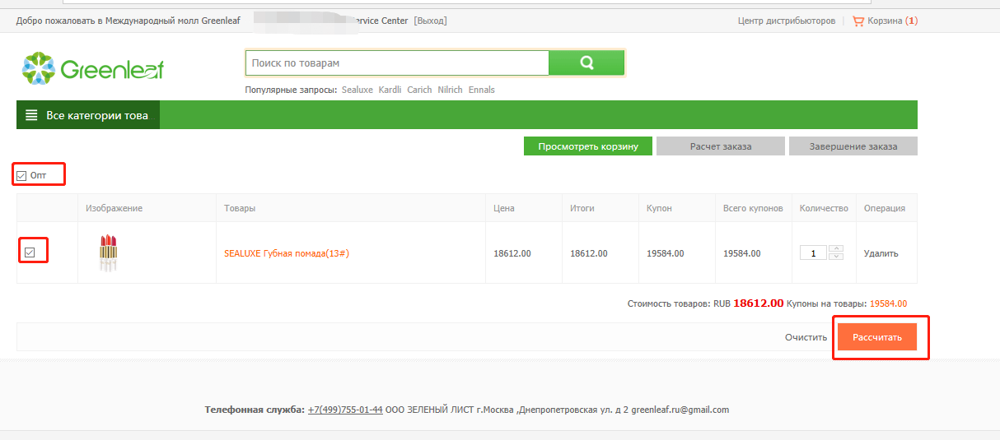 Добро пожаловать в Международный молл Greenleaf Service Center [Выход] Центр дистрибьюторов | Корзина (1)
Greenleaf
Поиск по товарам
Популярные запросы: Sealuxe Kardli Carich Nilrich Ennals
Все категории това
Просмотреть корзину Расчет заказа Завершение заказа
Опт
Изображение Товары Цена Итоги Купон Всего купонов Количество Операция
SEALUXE Губная помада(13#) 18612.00 18612.00 19584.00 19584.00 1 Удалить
Стоимость товаров: RUB 18612.00 Купоны на товары: 19584.00
Очистить Рассчитать
Телефонная служба: +7(499)755-01-44 ООО ЗЕЛЕНЫЙ ЛИСТ г.Москва ,Днепропетровская ул. д 2 greenleaf.ru@gmail.com